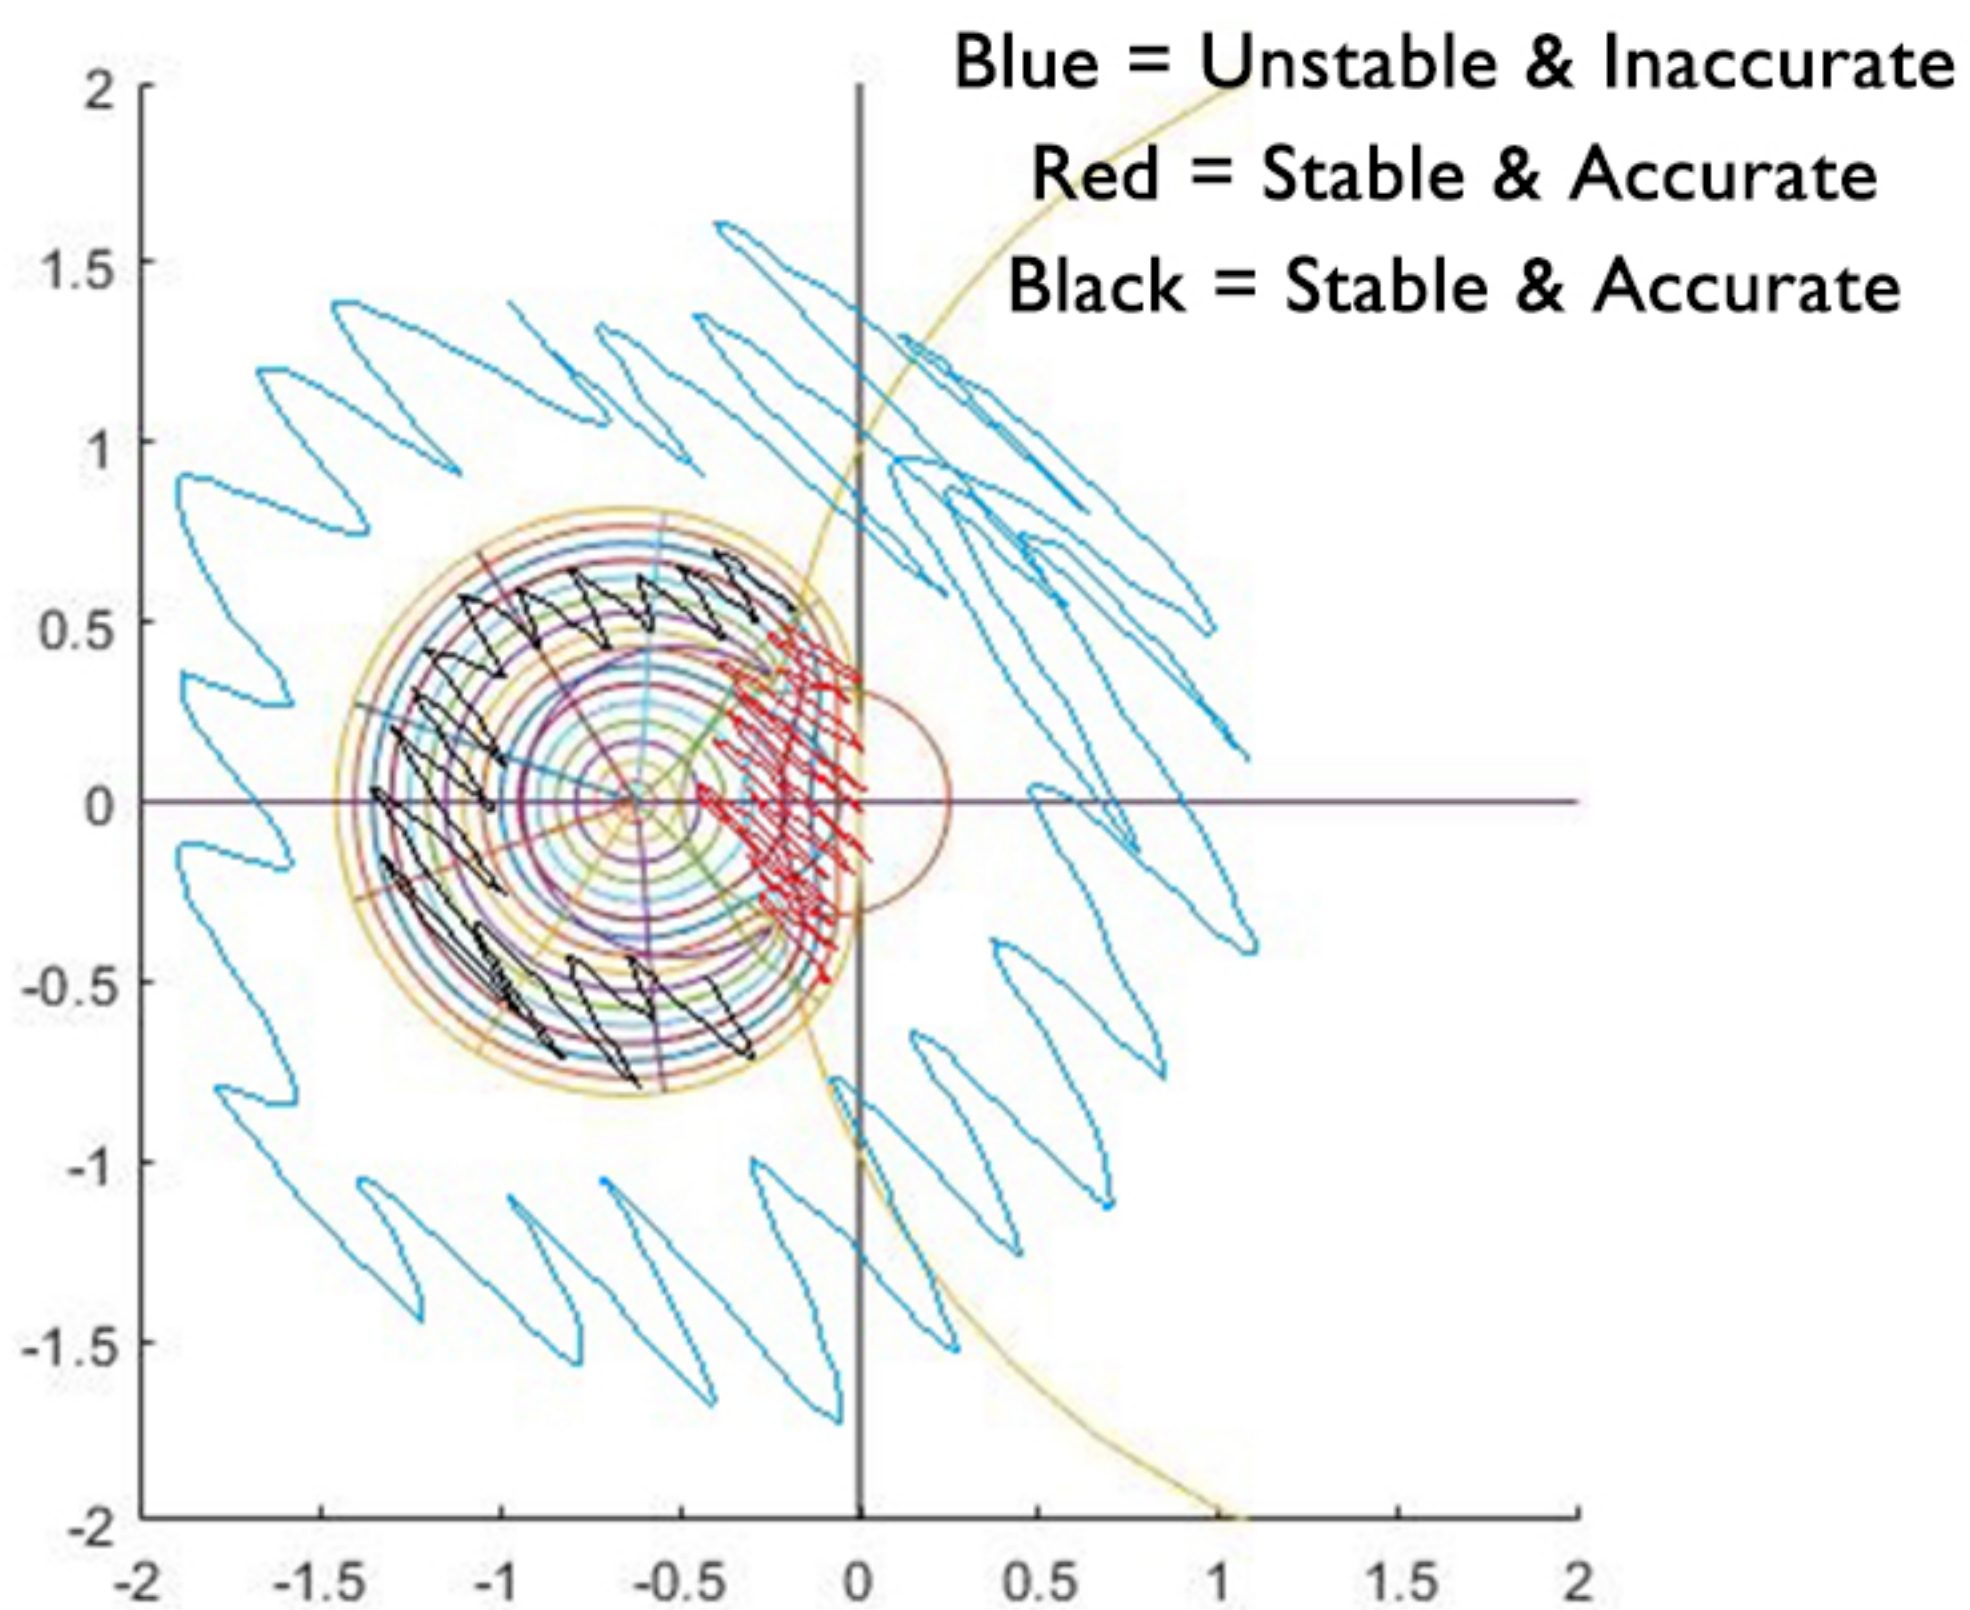 Blue = Unstable & Inaccurate
Red = Stable & Accurate
Black = Stable & Accurate
2
1.5
1
0.5
0
-0.5
-1
-1.5
-2
-2 -1.5 -1 -0.5 0 0.5 1 1.5 2